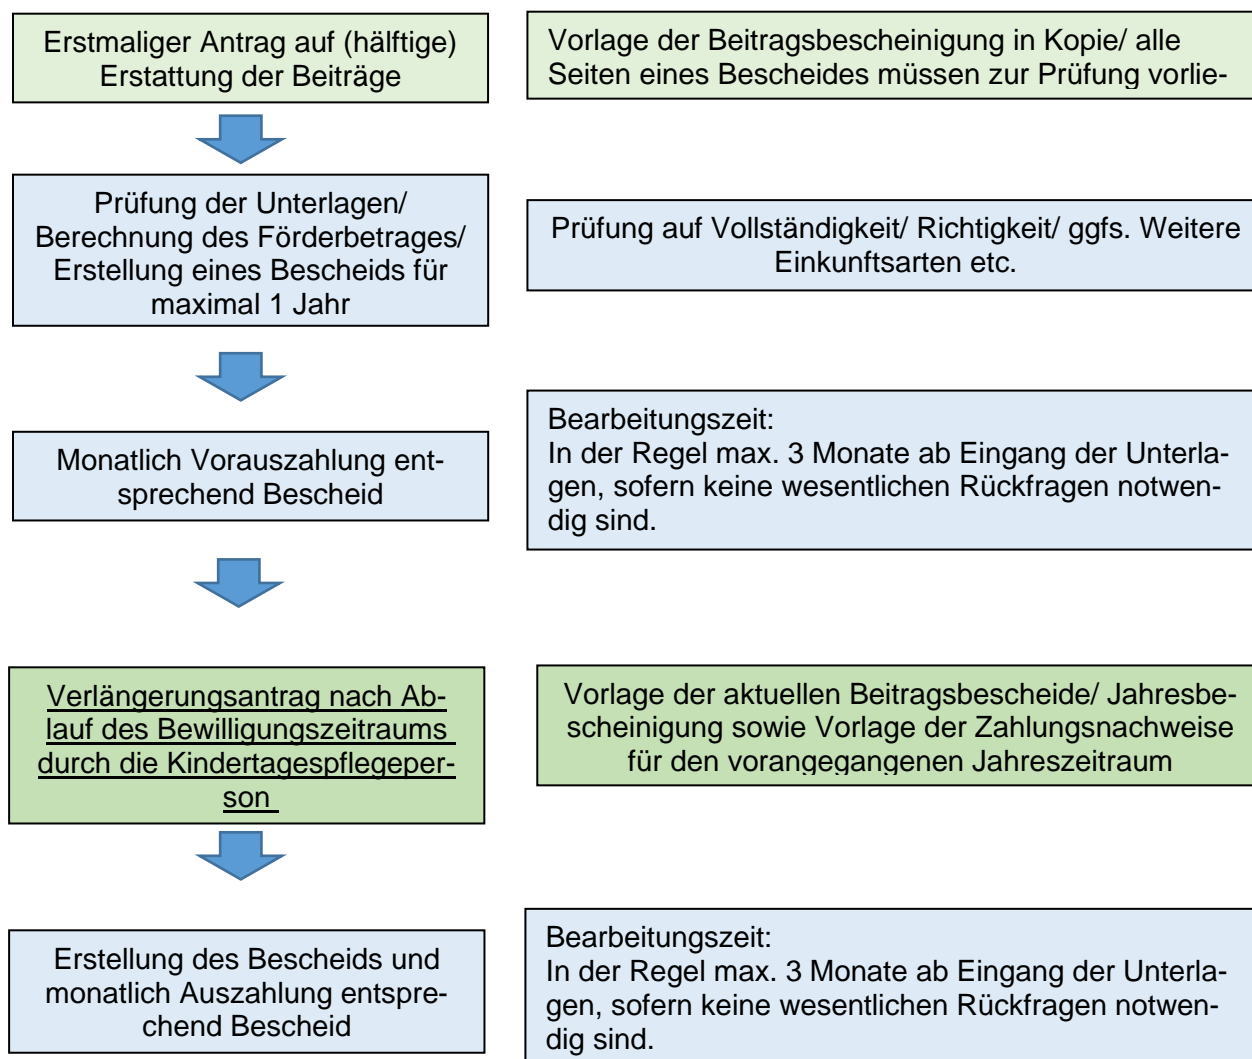 Erstmaliger Antrag auf (hälftige)
Erstattung der Beiträge
Vorlage der Beitragsbescheinigung in Kopie/ alle
Seiten eines Bescheides müssen zur Prüfung vorlie-
Prüfung der Unterlagen/
Berechnung des Förderbetrages/
Erstellung eines Bescheids für
maximal 1 Jahr
Prüfung auf Vollständigkeit/ Richtigkeit/ ggfs. Weitere
Einkunftsarten etc.
Monatlich Vorauszahlung ent-
sprechend Bescheid
Bearbeitungszeit:
In der Regel max. 3 Monate ab Eingang der Unterla-
gen, sofern keine wesentlichen Rückfragen notwen-
dig sind.
Verlängerungsantrag nach Ab-
lauf des Bewilligungszeitraums
durch die Kindertagespflegeper-
son
Vorlage der aktuellen Beitragsbescheide/ Jahresbe-
scheinigung sowie Vorlage der Zahlungsnachweise
für den vorangegangenen Jahreszeitraum
Erstellung des Bescheids und
monatlich Auszahlung entspre-
chend Bescheid
Bearbeitungszeit:
In der Regel max. 3 Monate ab Eingang der Unterla-
gen, sofern keine wesentlichen Rückfragen notwen-
dig sind.